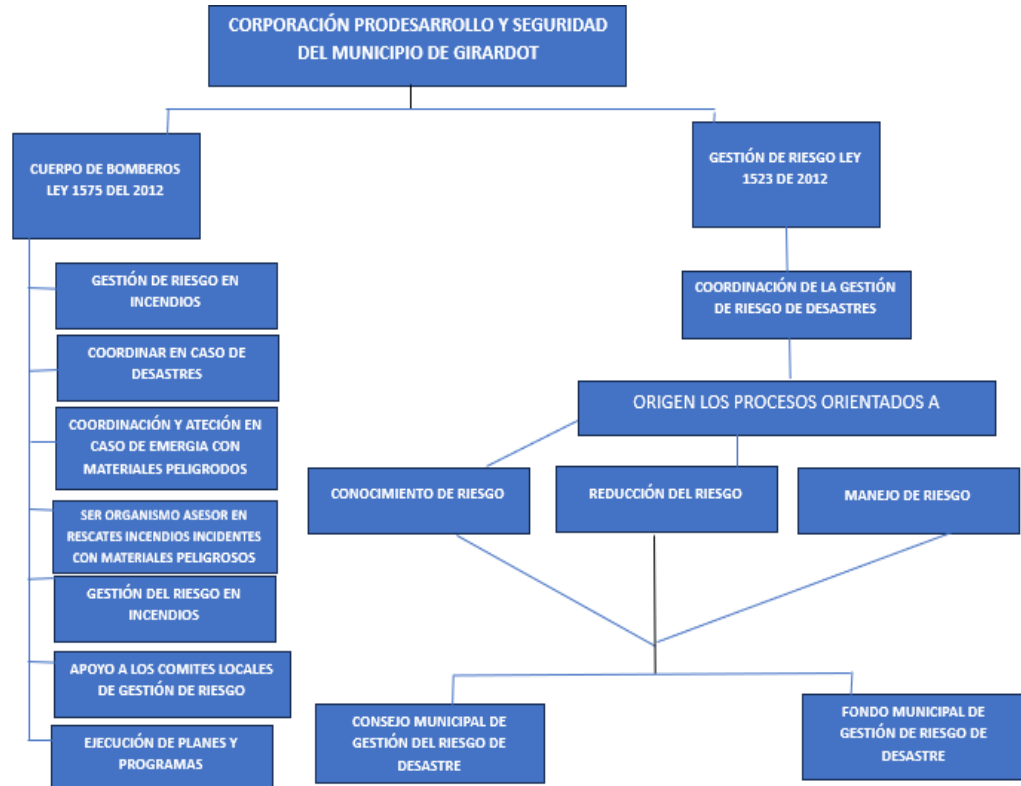 CORPORACIÓN PRODESARROLLO Y SEGURIDAD
DEL MUNICIPIO DE GIRARDOT
CUERPO DE BOMBEROS
LEY 1575 DEL 2012
GESTIÓN DE RIESGO EN
INCENDIOS
COORDINAR EN CASO DE
DESASTRES
COORDINACIÓN Y ATECIÓN EN
CASO DE EMERGIA CON
MATERIALES PELIGRODOS
SER ORGANISMO ASESOR EN
RESCATES INCENDIOS INCIDENTES
CON MATERIALES PELIGROSOS
GESTIÓN DEL RIESGO EN
INCENDIOS
APOYO A LOS COMITES LOCALES
DE GESTIÓN DE RIESGO
EJECUCIÓN DE PLANES Y
PROGRAMAS
GESTIÓN DE RIESGO LEY
1523 DE 2012
COORDINACIÓN DE LA GESTIÓN
DE RIESGO DE DESASTRES
ORIGEN LOS PROCESOS ORIENTADOS A
CONOCIMIENTO DE RIESGO
REDUCCIÓN DEL RIESGO
MANEJO DE RIESGO
CONSEJO MUNICIPAL DE
GESTIÓN DEL RIESGO DE
DESASTRE
FONDO MUNICIPAL DE
GESTIÓN DE RIESGO DE
DESASTRE